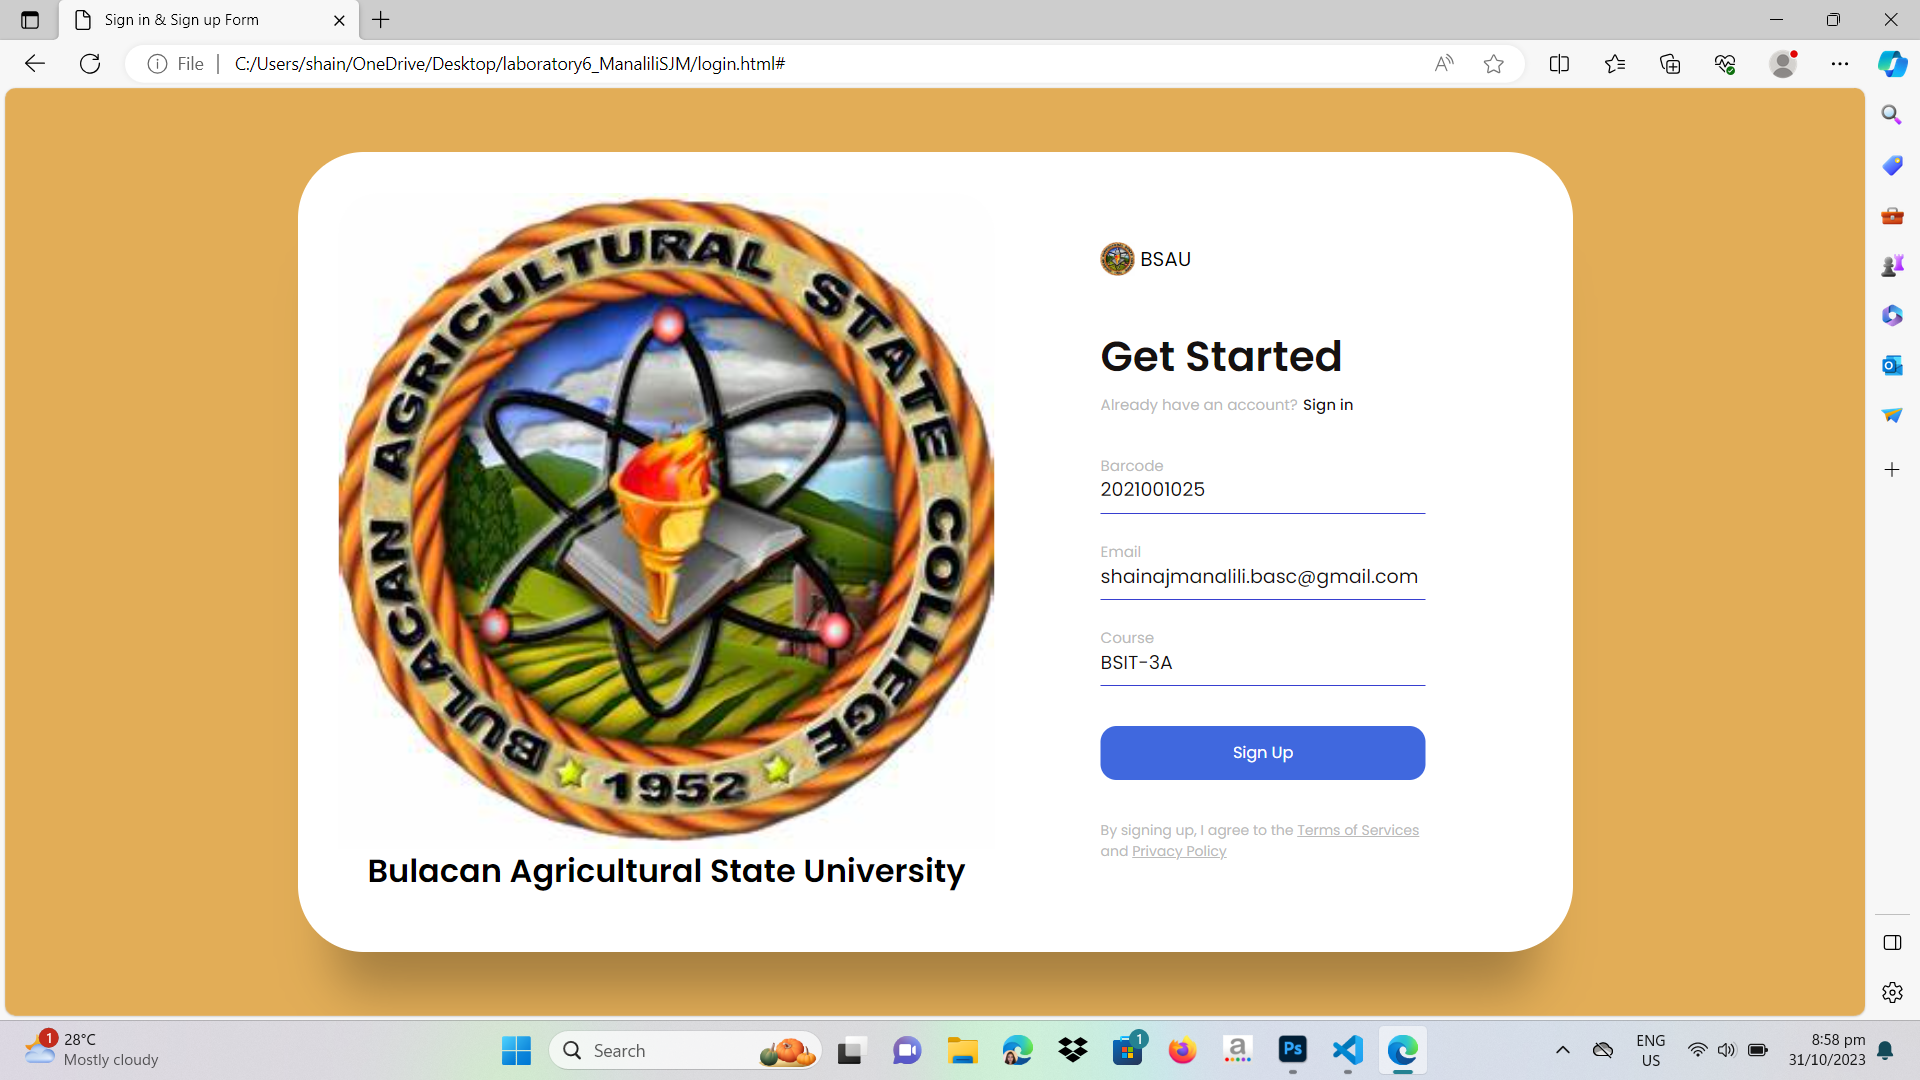 Sign in & Sign up Form
File
C:/Users/shain/OneDrive/Desktop/laboratory6_ManaliliSJM/login.html#
BULACAN AGRICULTURAL STATE COLLEGE
1952
Bulacan Agricultural State University
BSAU
Get Started
Already have an account? Sign in
Barcode
2021001025
Email
shainajmanalili.basc@gmail.com
Course
BSIT-3A
Sign Up
By signing up, I agree to the Terms of Services
and Privacy Policy
1
28°C
Mostly cloudy
Search
1
a
Ps
ENG
US
8:58 pm
31/10/2023